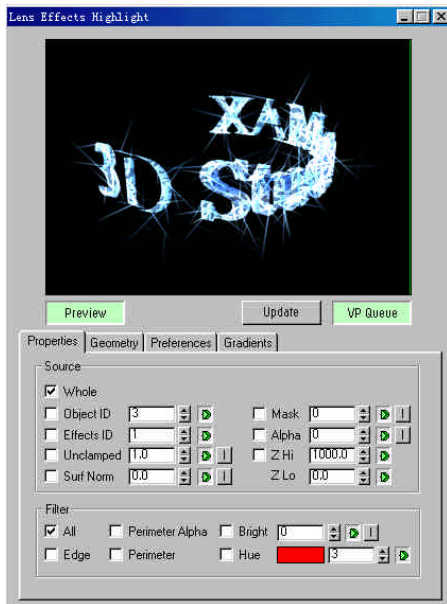 Lens Effects Highlight
XAM
3D Stu
Preview Update VP Queue
Properties Geometry Preferences Gradients
Source
Whole
Object ID 3 Mask 0 I
Effects ID 1 Alpha 0 I
Unclamped 1.0 I Z Hi 1000.0
Surf Norm 0.0 I Z Lo 0.0
Filter
All Perimeter Alpha Bright 0 I
Edge Perimeter Hue 3